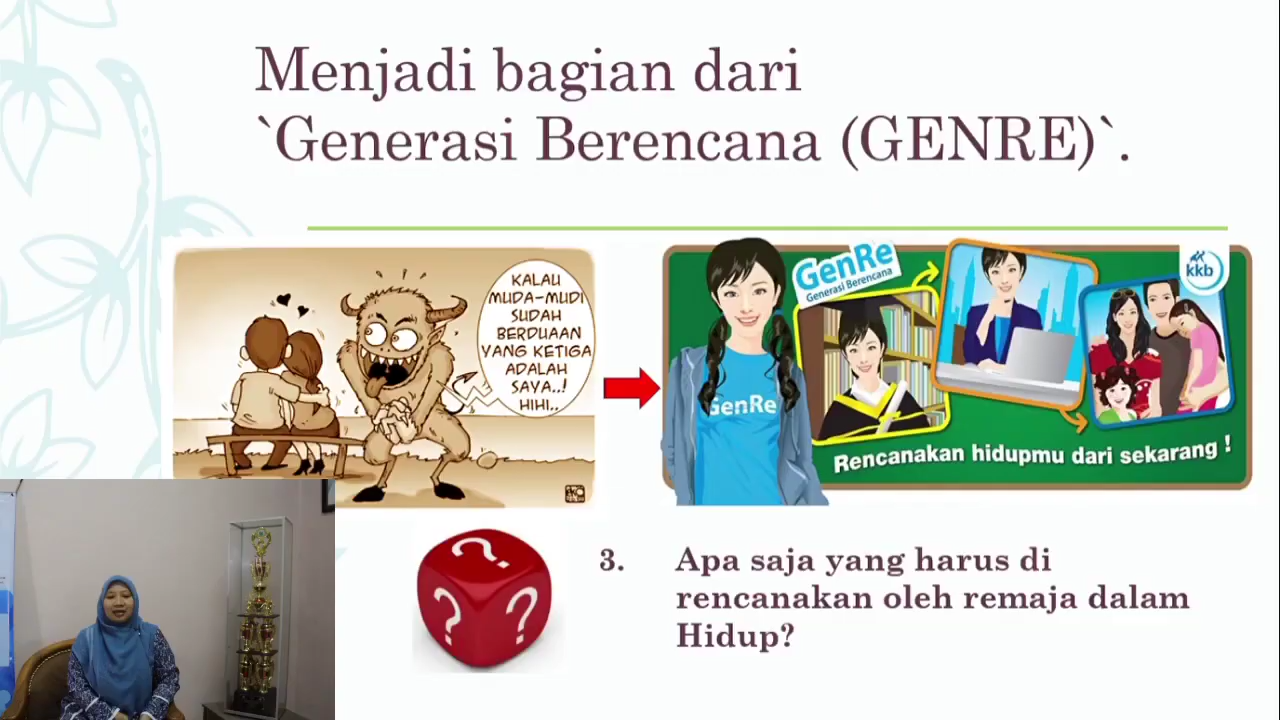 Menjadi bagian dari
`Generasi Berencana (GENRE)`.
KALAU
MUDA-MUDI
SUDAH
BERDUAAN
YANG KETIGA
ADALAH
SAYA..!
HIHI..
GenRe
Generasi Berencana
kkb
GenRe
Rencanakan hidupmu dari sekarang !
?
? ?
3. Apa saja yang harus di
rencanakan oleh remaja dalam
Hidup?